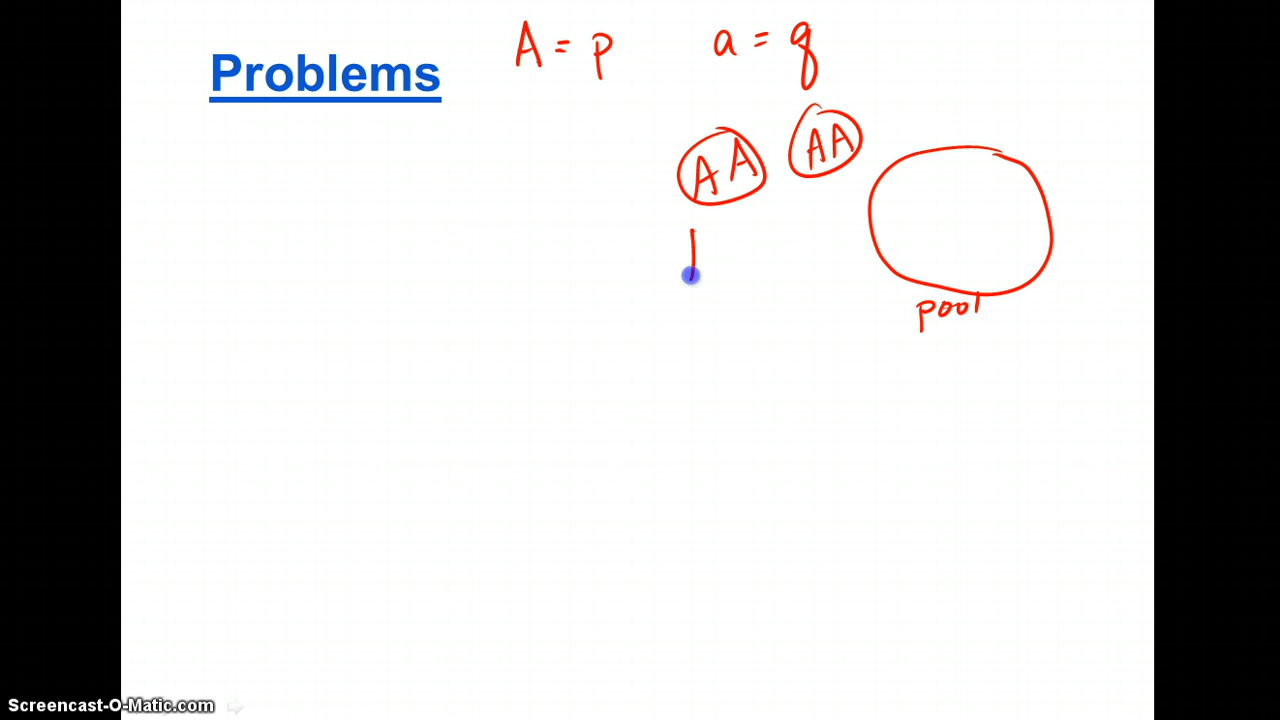 A = p a = q
Problems
AA AA
pool
Screencast-O-Matic.com